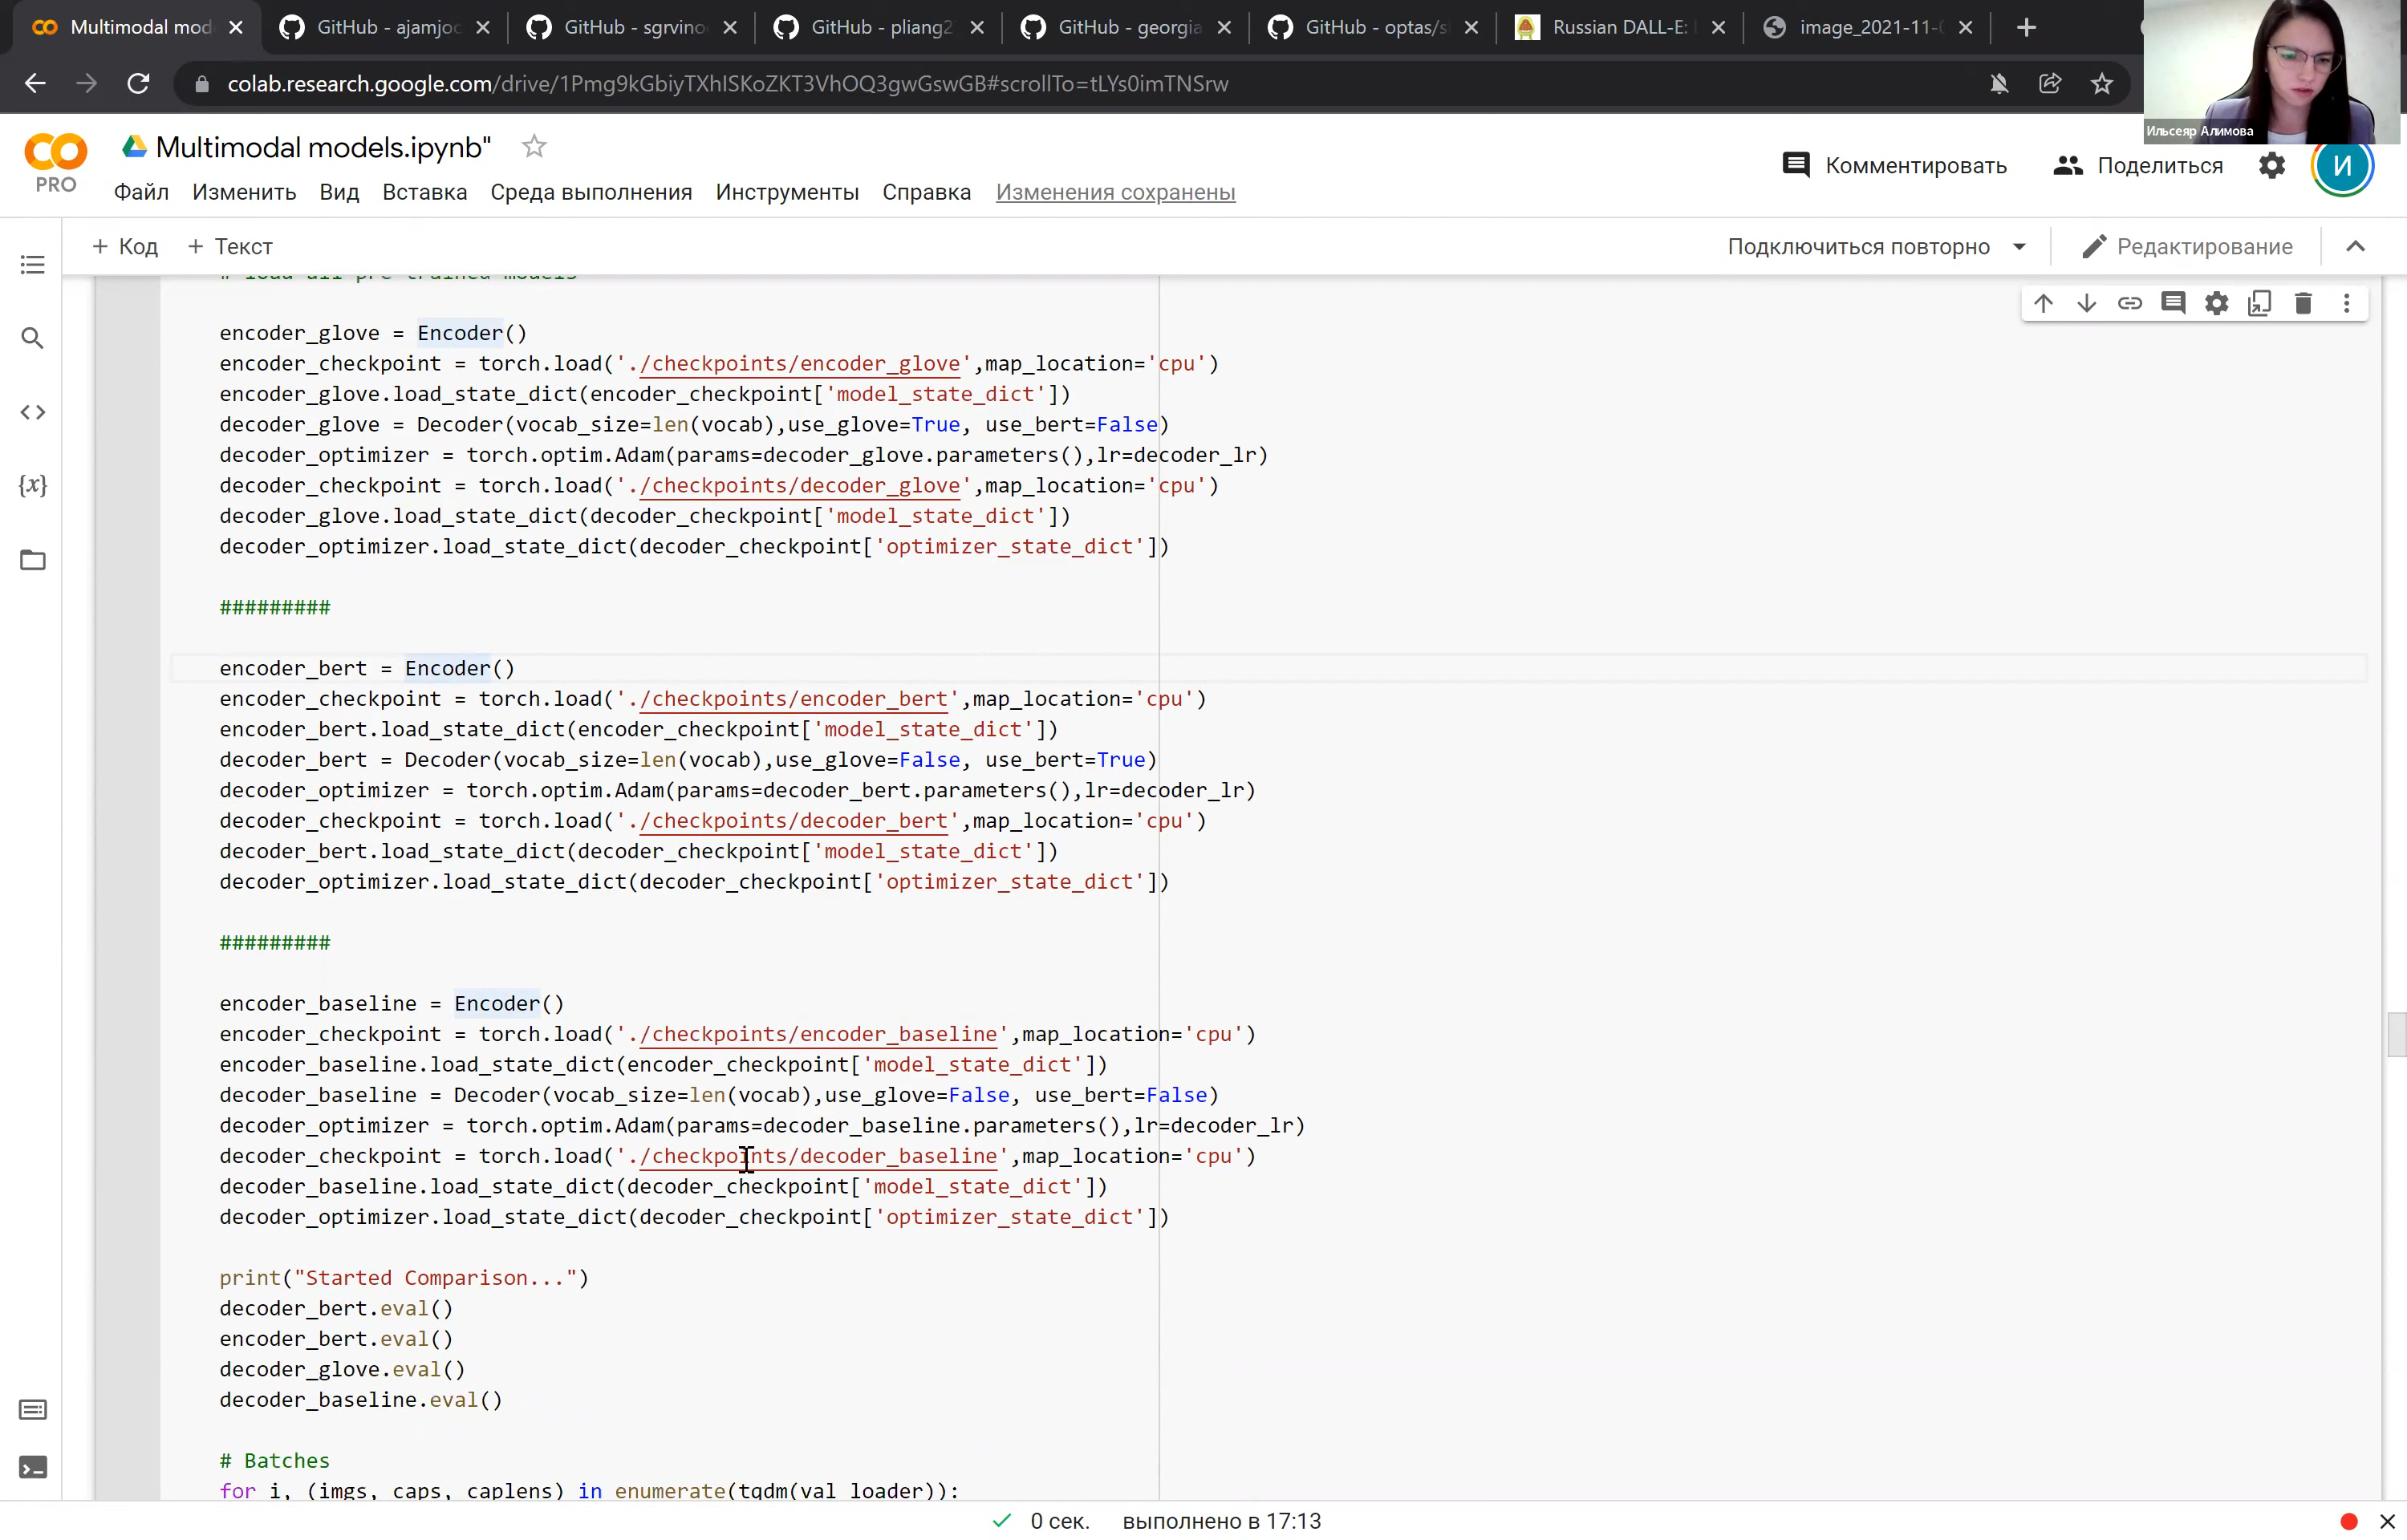 Multimodal mod
GitHub - ajamjoc
GitHub - sgrvino
GitHub - pliang2
GitHub - georgia
GitHub - optas/s
Russian DALL-E:
image_2021-11-0
colab.research.google.com/drive/1Pmg9kGbiyTXhISKoZKT3VhOQ3gwGswGB#scrollTo=tLYs0imTNSrw
Ильсеяр Алимова
PRO
Multimodal models.ipynb"
Комментировать
Поделиться
И
Файл Изменить Вид Вставка Среда выполнения Инструменты Справка Изменения сохранены
+ Код + Текст
Подключиться повторно
Редактирование
# load all pre trained models
encoder_glove = Encoder()
encoder_checkpoint = torch.load('./checkpoints/encoder_glove',map_location='cpu')
encoder_glove.load_state_dict(encoder_checkpoint['model_state_dict'])
decoder_glove = Decoder(vocab_size=len(vocab),use_glove=True, use_bert=False)
decoder_optimizer = torch.optim.Adam(params=decoder_glove.parameters(),lr=decoder_lr)
decoder_checkpoint = torch.load('./checkpoints/decoder_glove',map_location='cpu')
decoder_glove.load_state_dict(decoder_checkpoint['model_state_dict'])
decoder_optimizer.load_state_dict(decoder_checkpoint['optimizer_state_dict'])
#########
encoder_bert = Encoder()
encoder_checkpoint = torch.load('./checkpoints/encoder_bert',map_location='cpu')
encoder_bert.load_state_dict(encoder_checkpoint['model_state_dict'])
decoder_bert = Decoder(vocab_size=len(vocab),use_glove=False, use_bert=True)
decoder_optimizer = torch.optim.Adam(params=decoder_bert.parameters(),lr=decoder_lr)
decoder_checkpoint = torch.load('./checkpoints/decoder_bert',map_location='cpu')
decoder_bert.load_state_dict(decoder_checkpoint['model_state_dict'])
decoder_optimizer.load_state_dict(decoder_checkpoint['optimizer_state_dict'])
#########
encoder_baseline = Encoder()
encoder_checkpoint = torch.load('./checkpoints/encoder_baseline',map_location='cpu')
encoder_baseline.load_state_dict(encoder_checkpoint['model_state_dict'])
decoder_baseline = Decoder(vocab_size=len(vocab),use_glove=False, use_bert=False)
decoder_optimizer = torch.optim.Adam(params=decoder_baseline.parameters(),lr=decoder_lr)
decoder_checkpoint = torch.load('./checkpoints/decoder_baseline',map_location='cpu')
decoder_baseline.load_state_dict(decoder_checkpoint['model_state_dict'])
decoder_optimizer.load_state_dict(decoder_checkpoint['optimizer_state_dict'])
print("Started Comparison...")
decoder_bert.eval()
encoder_bert.eval()
decoder_glove.eval()
decoder_baseline.eval()
# Batches
for i, (imgs, caps, caplens) in enumerate(tqdm(val_loader)):
0 сек. выполнено в 17:13